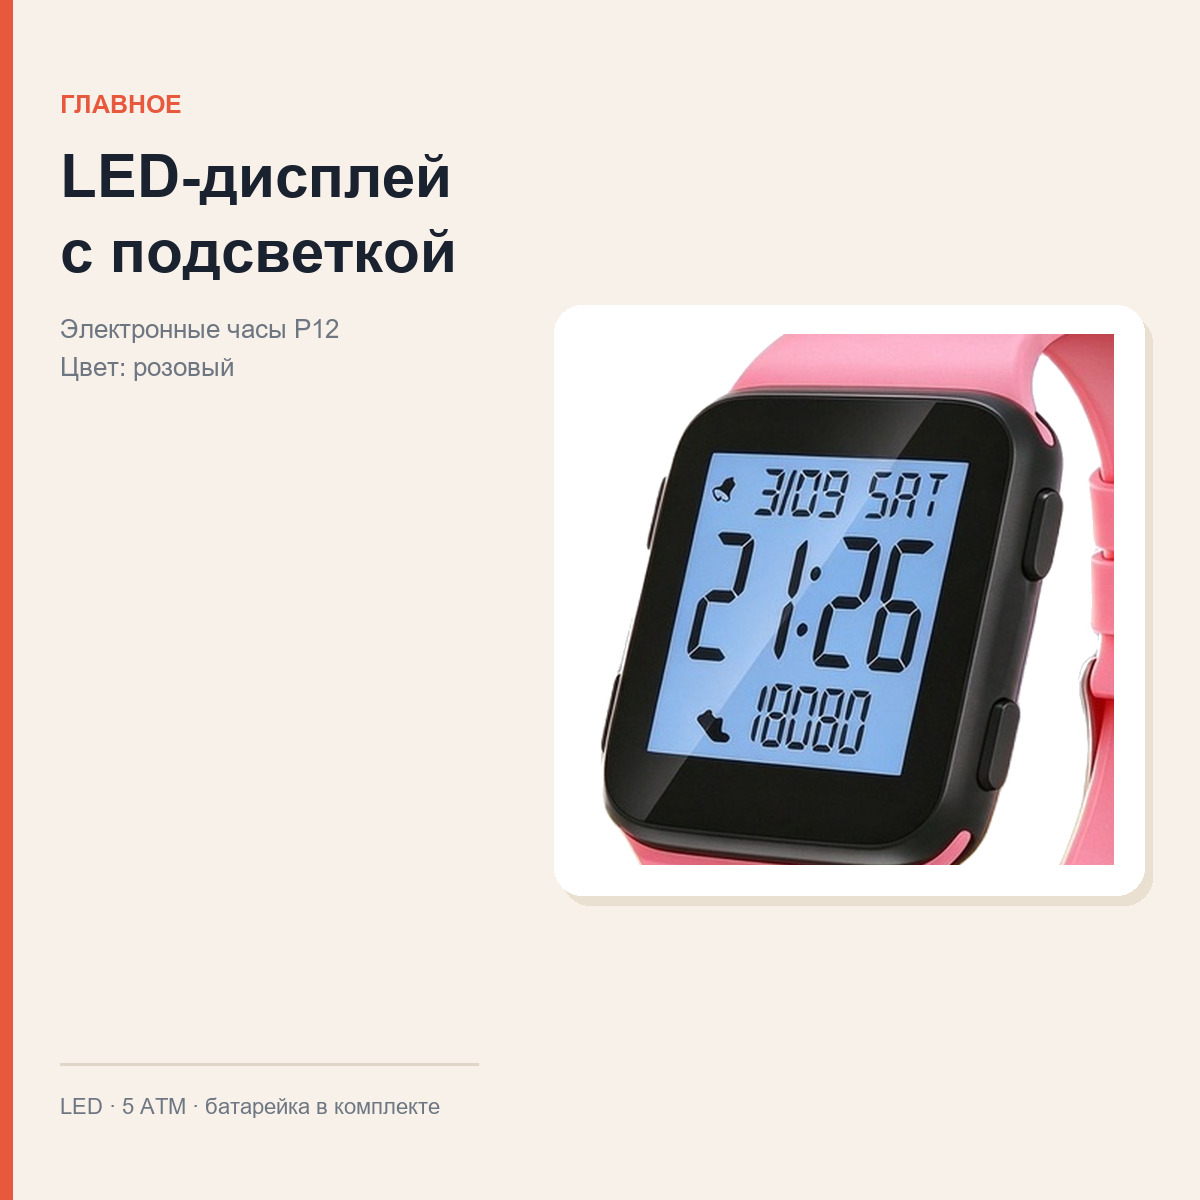 ГЛАВНОЕ
LED-дисплей
с подсветкой
Электронные часы P12
Цвет: розовый
3/09 SAT
21:26
18080
LED · 5 ATM · батарейка в комплекте